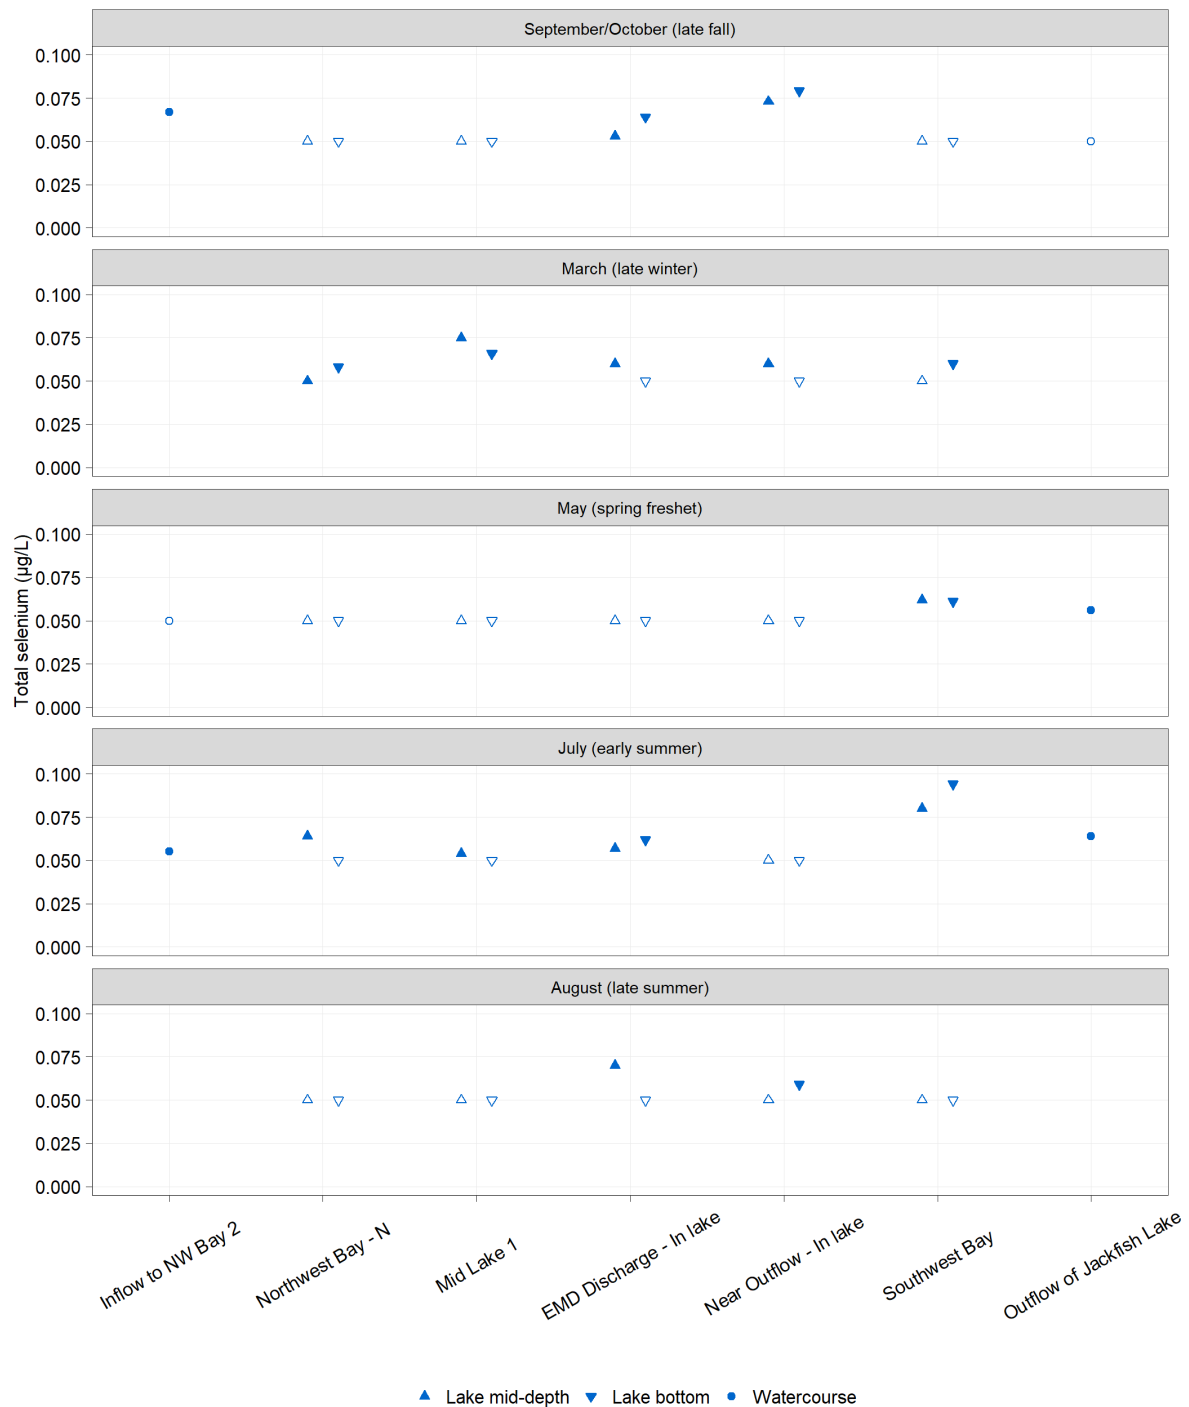 September/October (late fall)
0.100
0.075
0.050
0.025
0.000
March (late winter)
0.100
0.075
0.050
0.025
0.000
May (spring freshet)
0.100
0.075
0.050
0.025
0.000
Total selenium (µg/L)
July (early summer)
0.100
0.075
0.050
0.025
0.000
August (late summer)
0.100
0.075
0.050
0.025
0.000
Inflow to NW Bay 2
Northwest Bay - N
Mid Lake 1
EMD Discharge - In lake
Near Outflow - In lake
Southwest Bay
Outflow of Jackfish Lake
Lake mid-depth Lake bottom Watercourse